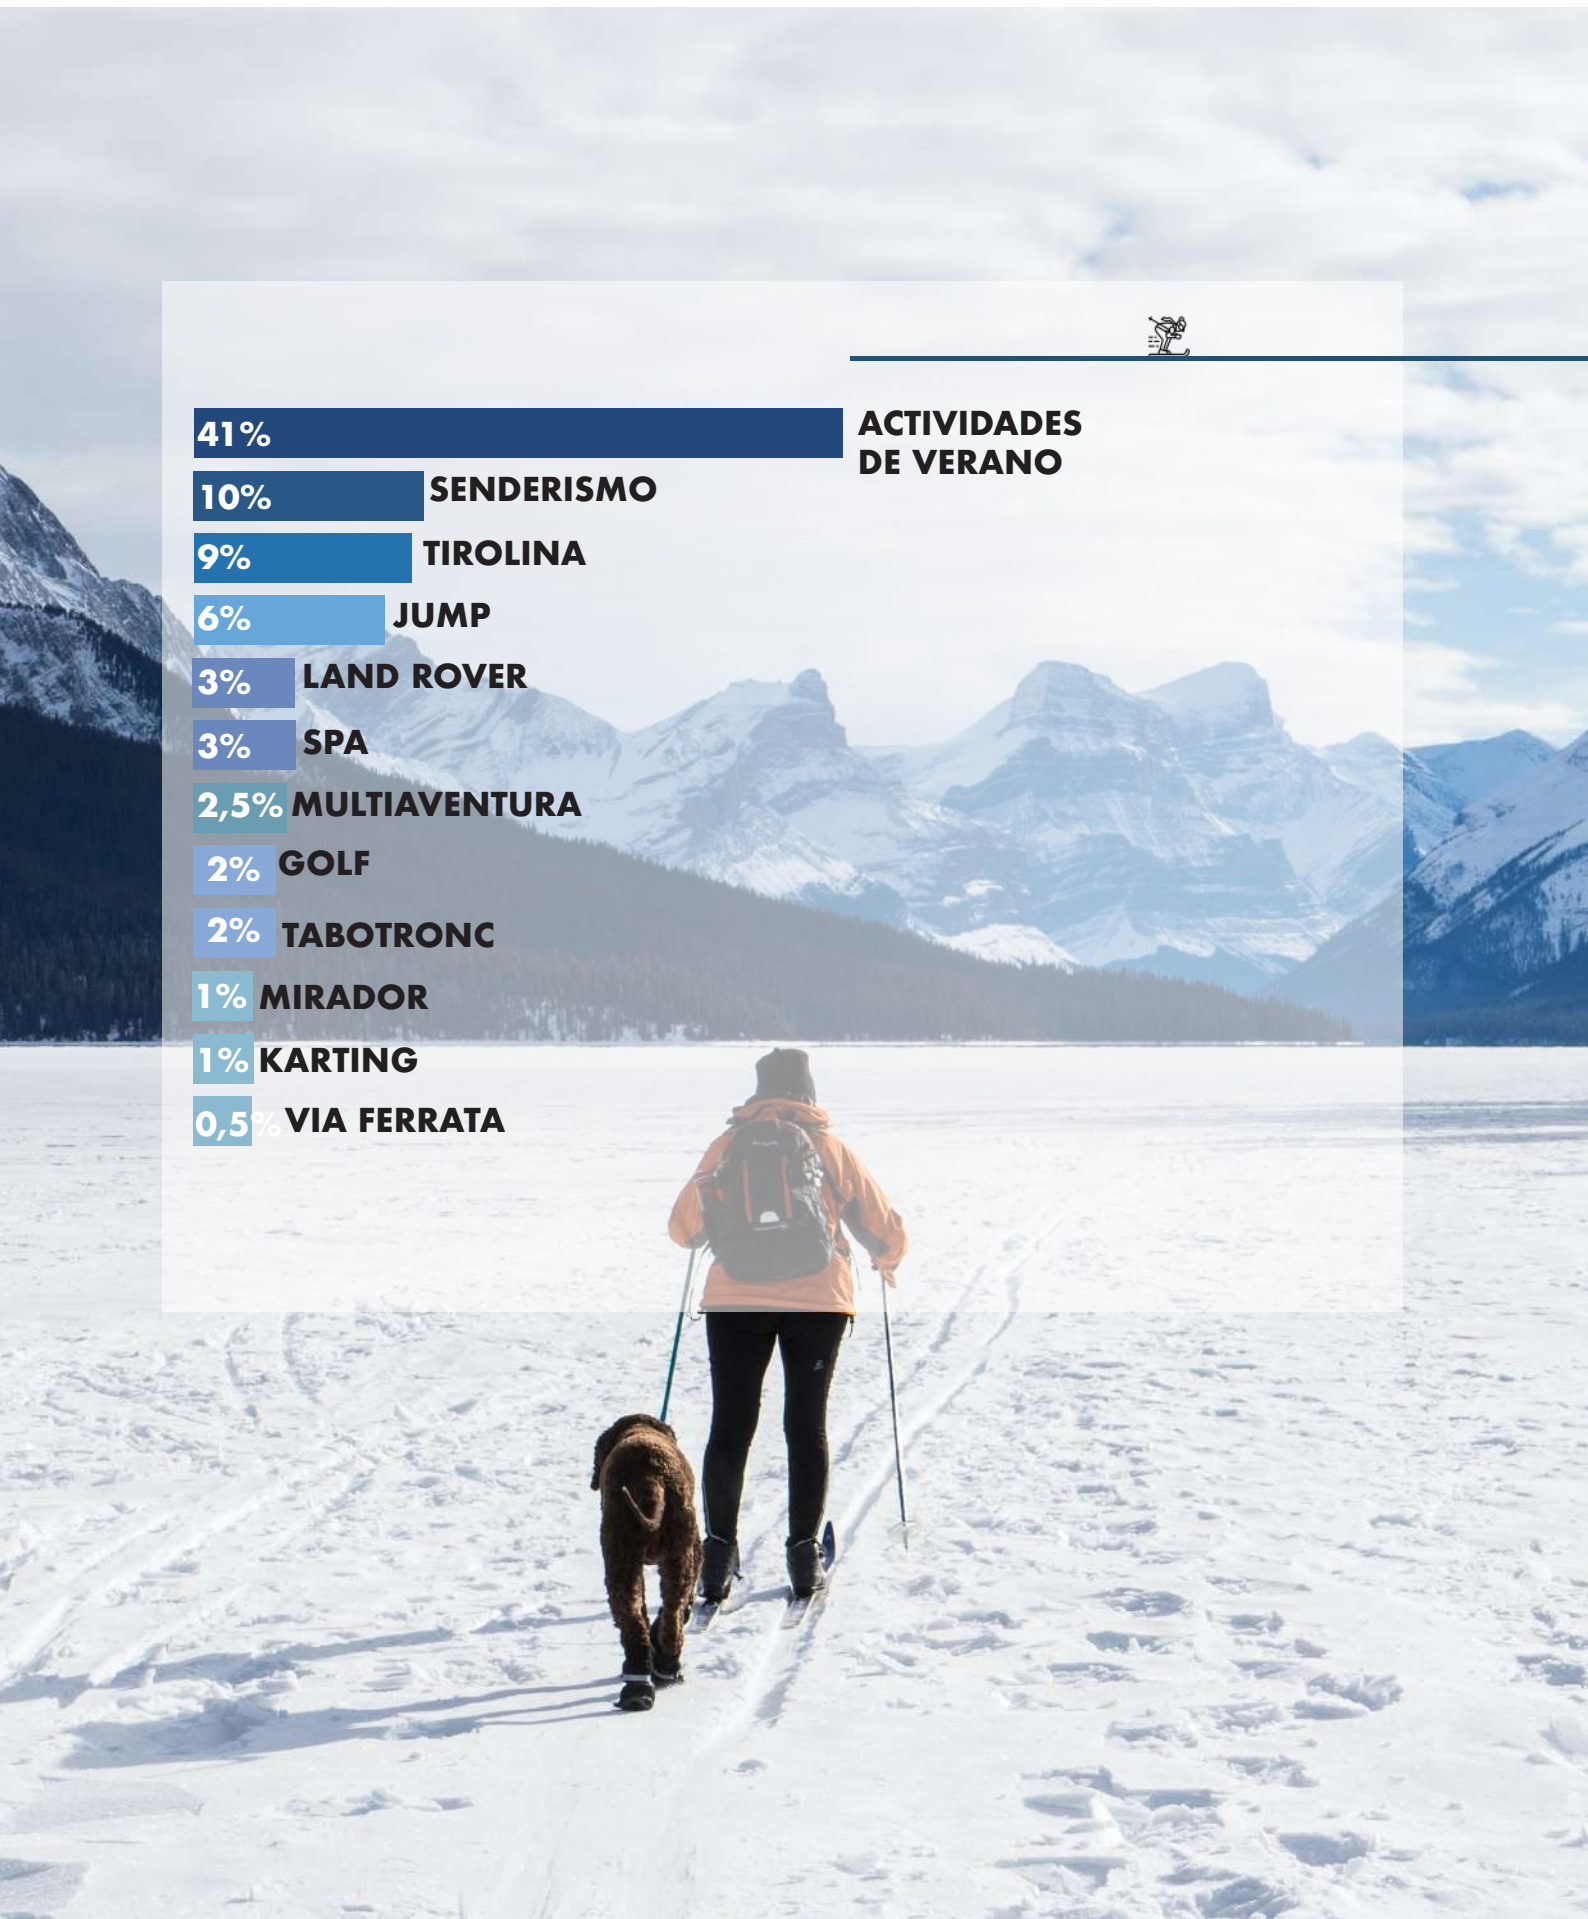 41%
ACTIVIDADES
DE VERANO
10% SENDERISMO
9% TIROLINA
6% JUMP
3% LAND ROVER
3% SPA
2,5% MULTIAVENTURA
2% GOLF
2% TABOTRONC
1% MIRADOR
1% KARTING
0,5% VIA FERRATA